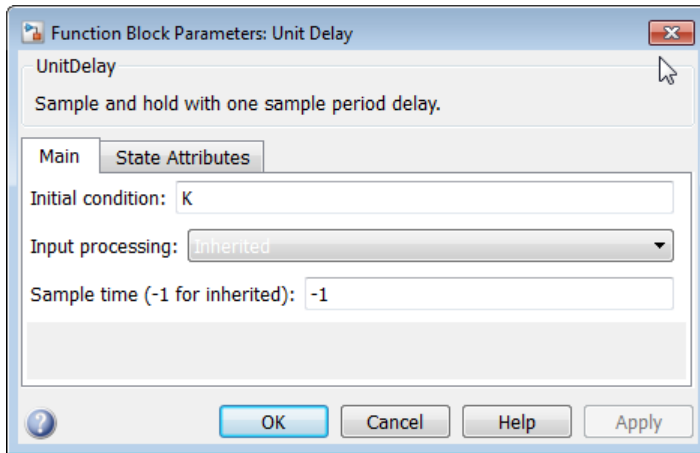 Function Block Parameters: Unit Delay
UnitDelay
Sample and hold with one sample period delay.
Main State Attributes
Initial condition: K
Input processing: Inherited
Sample time (-1 for inherited): -1
OK Cancel Help Apply